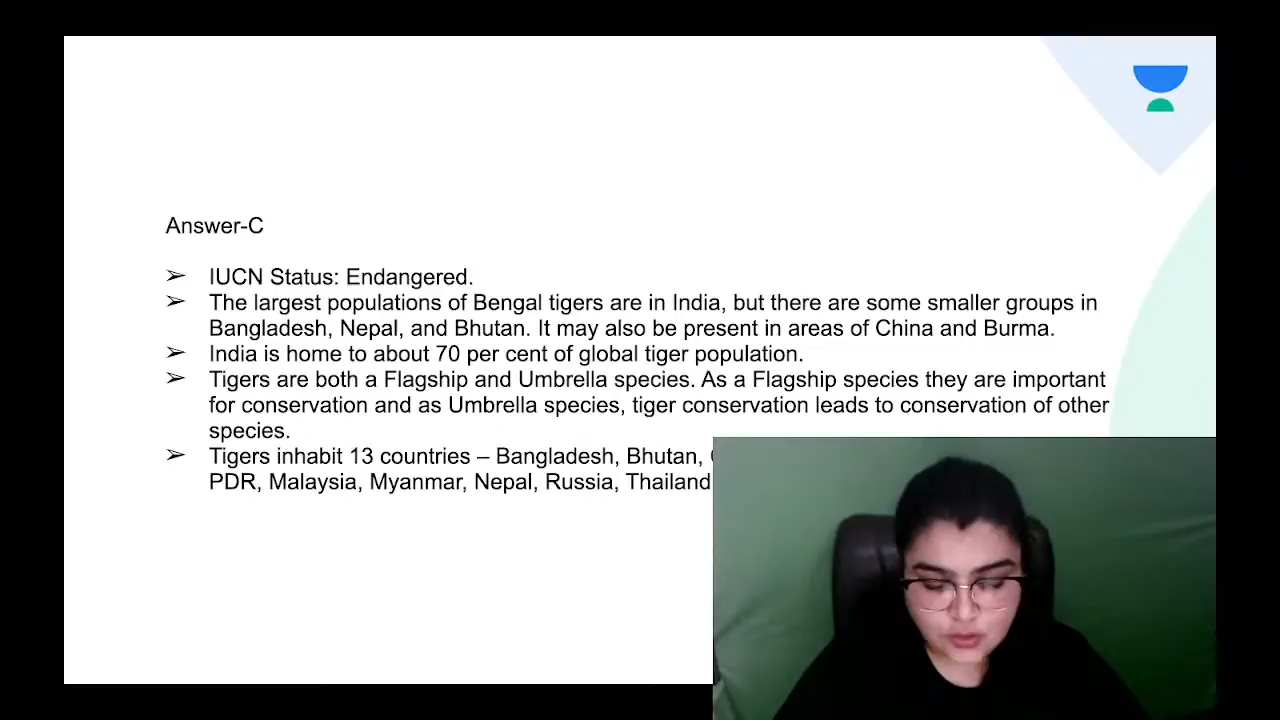 Answer-C
➢ IUCN Status: Endangered.
➢ The largest populations of Bengal tigers are in India, but there are some smaller groups in
Bangladesh, Nepal, and Bhutan. It may also be present in areas of China and Burma.
➢ India is home to about 70 per cent of global tiger population.
➢ Tigers are both a Flagship and Umbrella species. As a Flagship species they are important
for conservation and as Umbrella species, tiger conservation leads to conservation of other
species.
➢ Tigers inhabit 13 countries – Bangladesh, Bhutan,
PDR, Malaysia, Myanmar, Nepal, Russia, Thailand